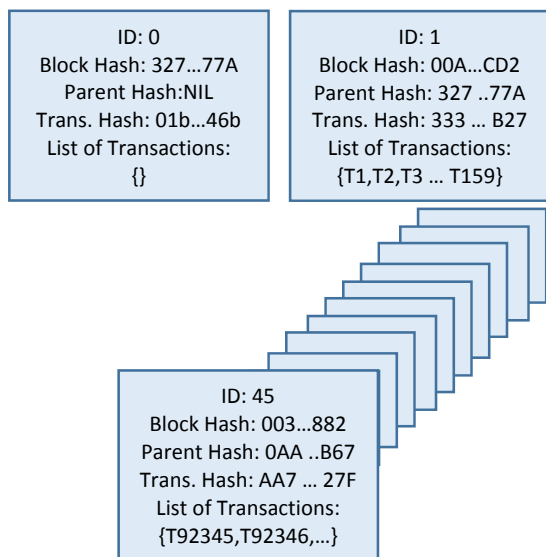 ID: 0
Block Hash: 327...77A
Parent Hash:NIL
Trans. Hash: 01b...46b
List of Transactions:
{}
ID: 1
Block Hash: 00A...CD2
Parent Hash: 327 ..77A
Trans. Hash: 333 ... B27
List of Transactions:
{T1,T2,T3 ... T159}
ID: 45
Block Hash: 003...882
Parent Hash: 0AA ..B67
Trans. Hash: AA7 ... 27F
List of Transactions:
{T92345,T92346,...}